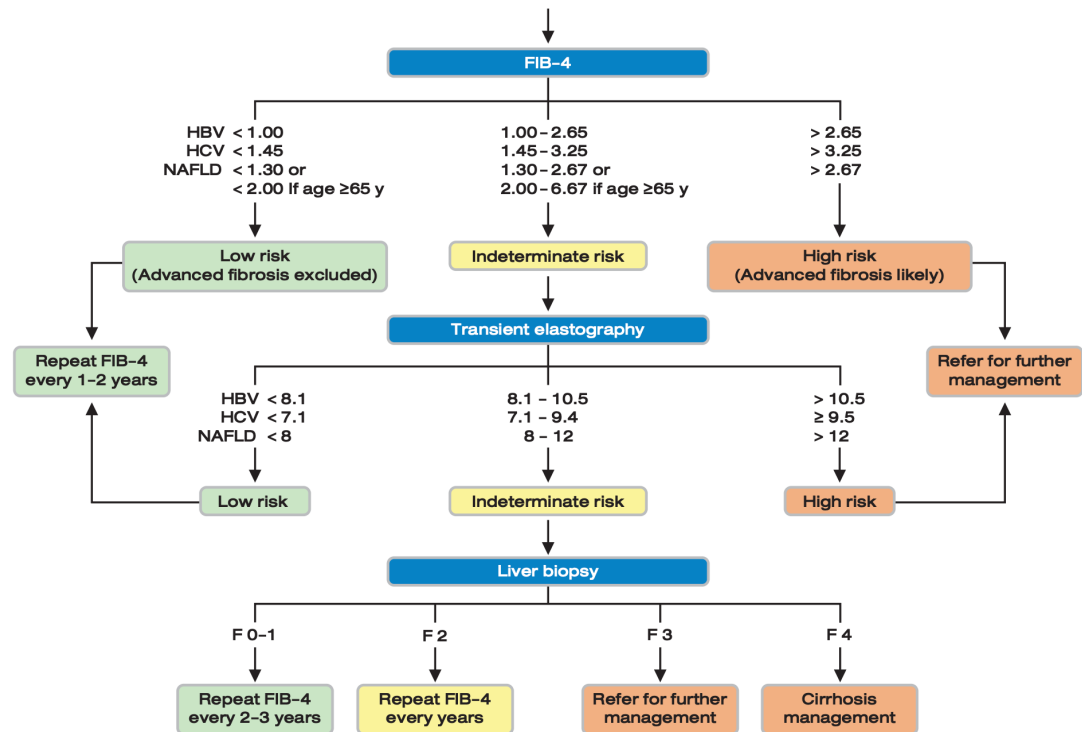 FIB-4
HBV < 1.00
HCV < 1.45
NAFLD < 1.30 or
< 2.00 If age ≥65 y
1.00 - 2.65
1.45 - 3.25
1.30 - 2.67 or
2.00 - 6.67 if age ≥65 y
> 2.65
> 3.25
> 2.67
Low risk
(Advanced fibrosis excluded)
Indeterminate risk
High risk
(Advanced fibrosis likely)
Transient elastography
Repeat FIB-4
every 1-2 years
Refer for further
management
HBV < 8.1
HCV < 7.1
NAFLD < 8
8.1 - 10.5
7.1 - 9.4
8 - 12
> 10.5
≥ 9.5
> 12
Low risk
Indeterminate risk
High risk
Liver biopsy
F 0-1
F 2
F 3
F 4
Repeat FIB-4
every 2-3 years
Repeat FIB-4
every years
Refer for further
management
Cirrhosis
management